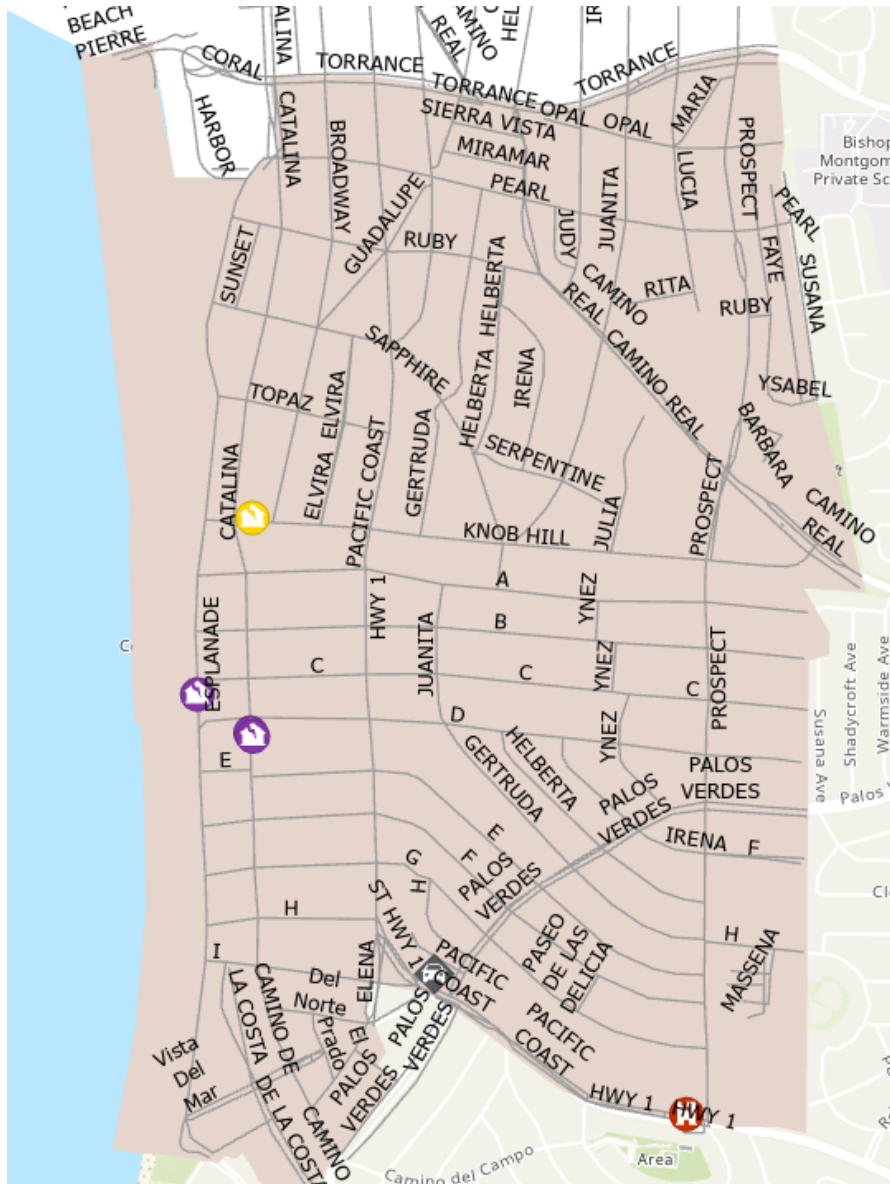 BEACH
PIERRE
CORAL
HARBOR
CATALINA
TORRANCE
CAMINO
REAL
HEL
TORRANCE
TORRANCE
OPAL
OPAL
SIERRA VISTA
MIRAMAR
PEARL
MARIA
CATALINA
BROADWAY
GUADALUPE
RUBY
JUDY
JUANITA
LUCIA
PROSPECT
PEARL
FAYE
SUSANA
Bishop
Montgom
Private Sc
SUNSET
HELBERTA
HELBERTA
CAMINO
REAL
RITA
RUBY
CAMINO REAL
YSABEL
SAPPHIRE
IRENA
TOPAZ
ELVIRA
ELVIRA
CATALINA
PACIFIC COAST
GERTRUDA
SERPENTINE
JULIA
BARBARA
PROSPECT
CAMINO
REAL
KNOB HILL
A
YNEZ
B
HWY 1
ESPLANADE
C
JUANITA
C
YNEZ
C
PROSPECT
D
YNEZ
Shadycroft Ave
Warmside Ave
Susana Ave
E
GERTRUDA
HELBERTA
PALOS
VERDES
PALOS
VERDES
Palos V
IRENA
F
E
F
G
H
PALOS
VERDES
H
ST HWY 1
PACIFIC
COAST
PASEO
DE LAS
DELICIA
H
MASSENA
Cl
I
LA COSTA
CAMINO DE
Del
Norte
ELENA
PALOS
VERDES
PACIFIC
COAST
Vista
Del
Mar
Prado
El
PALOS
VERDES
DE LA COSTA
CAMINO
HWY 1
HWY 1
Area
Camino del Campo